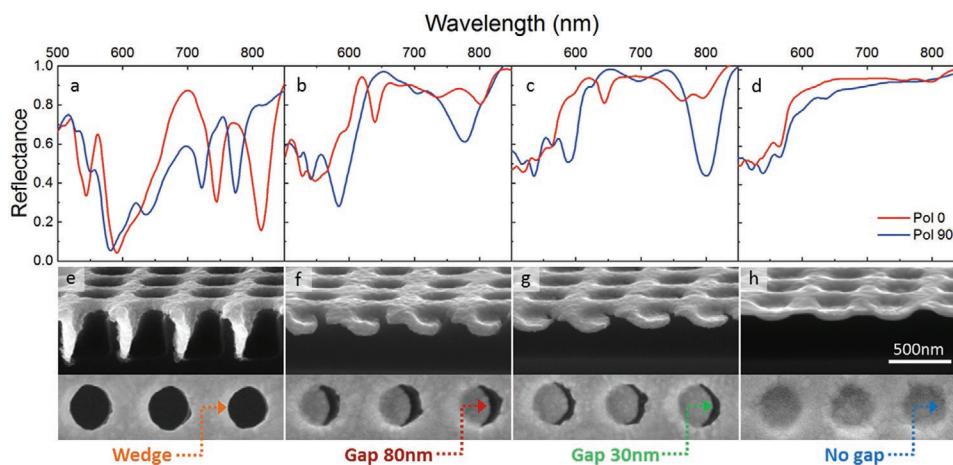 Wavelength (nm)
500 600 700 800 600 700 800 600 700 800 600 700 800
1.0
0.8
0.6
0.4
0.2
0.0
Reflectance
a b c d
Pol 0
Pol 90
e f g h
500nm
Wedge Gap 80nm Gap 30nm No gap